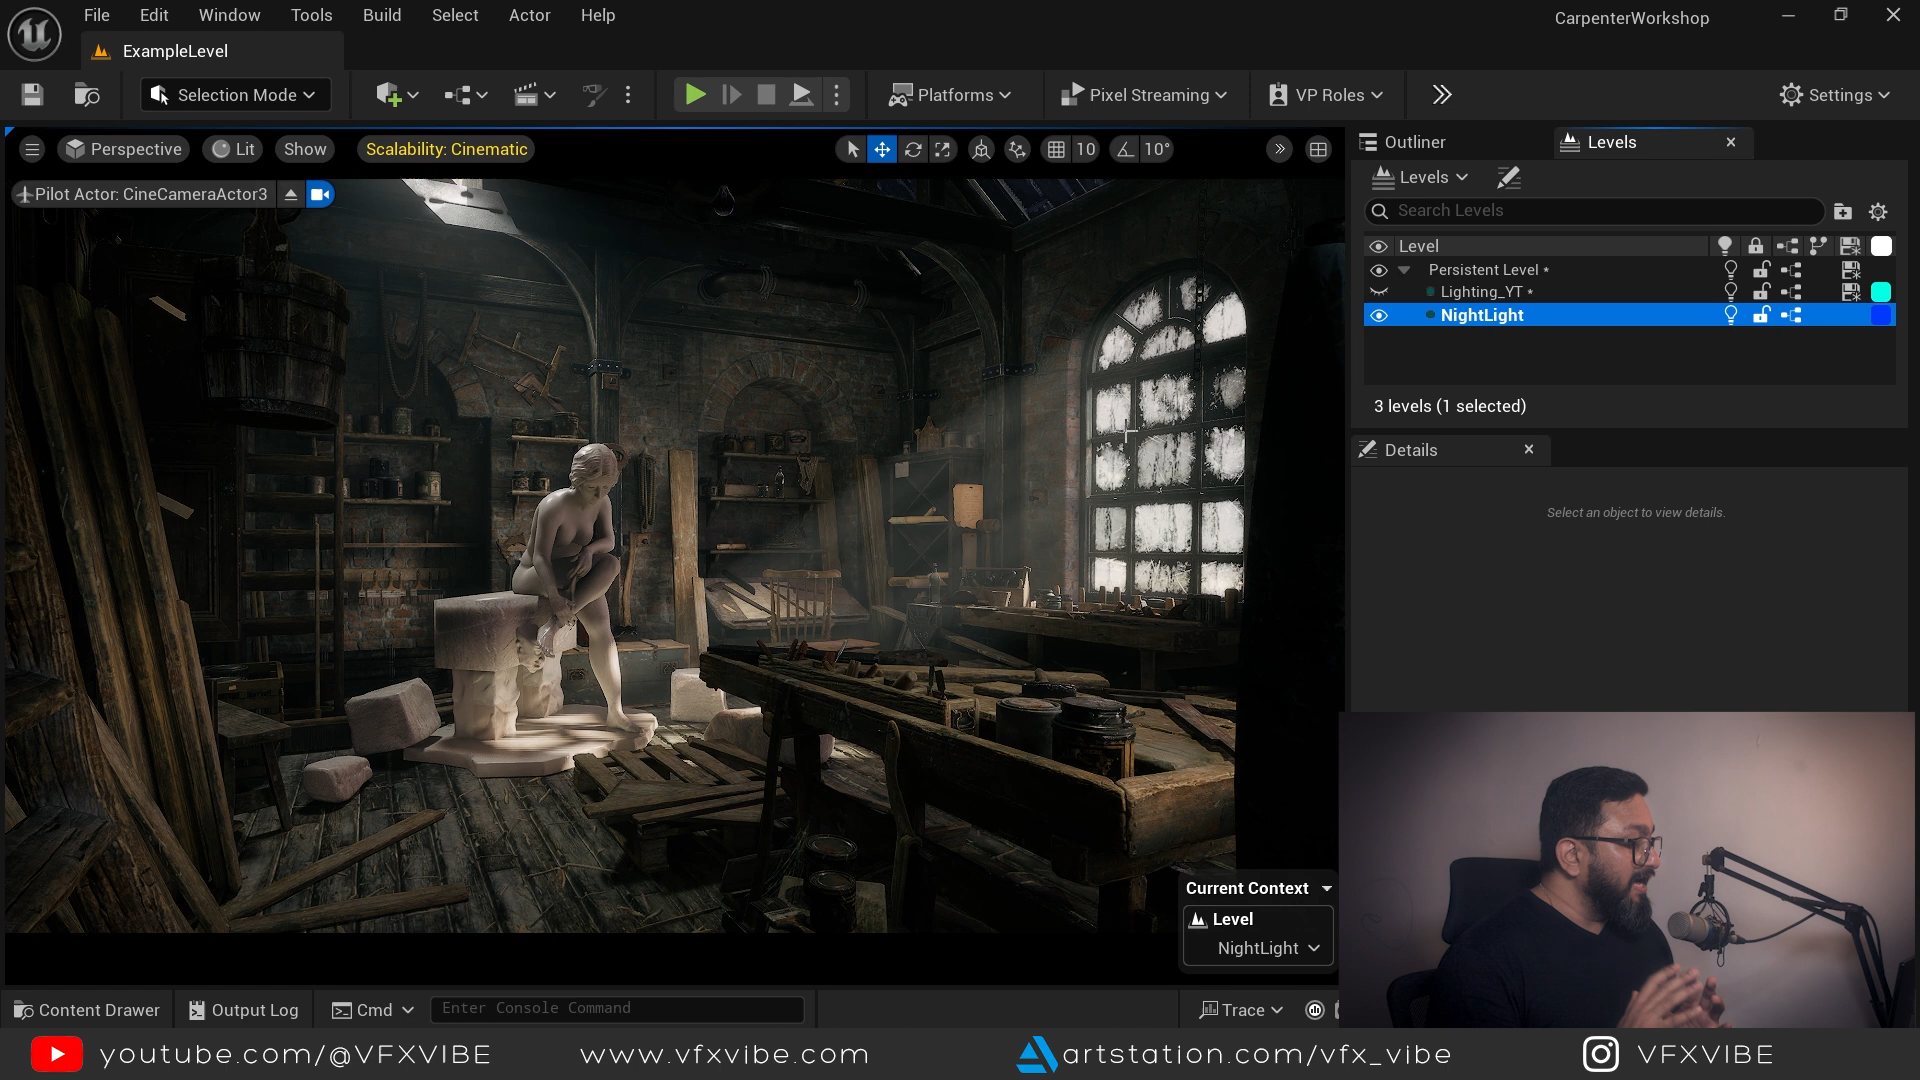 File Edit Window Tools Build Select Actor Help
CarpenterWorkshop
ExampleLevel
Selection Mode
Platforms
Pixel Streaming
VP Roles
Settings
Perspective
Lit
Show
Scalability: Cinematic
10
10°
Outliner
Levels
Pilot Actor: CineCameraActor3
Levels
Search Levels
Level
Persistent Level *
Lighting_YT *
NightLight
3 levels (1 selected)
Details
Select an object to view details.
Current Context
Level
NightLight
Content Drawer
Output Log
Cmd
Enter Console Command
Trace
youtube.com/@VFXVIBE
www.vfxvibe.com
artstation.com/vfx_vibe
VFXVIBE